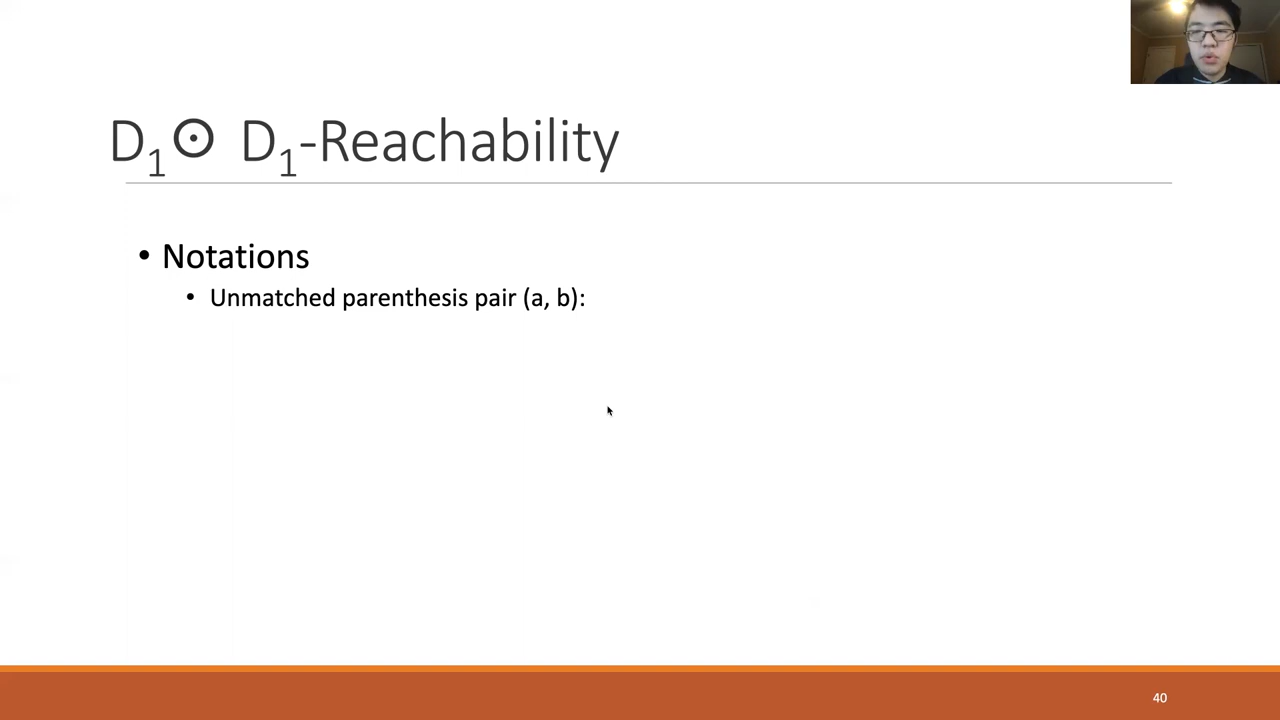 D₁⊙ D₁-Reachability
• Notations
• Unmatched parenthesis pair (a, b):
40